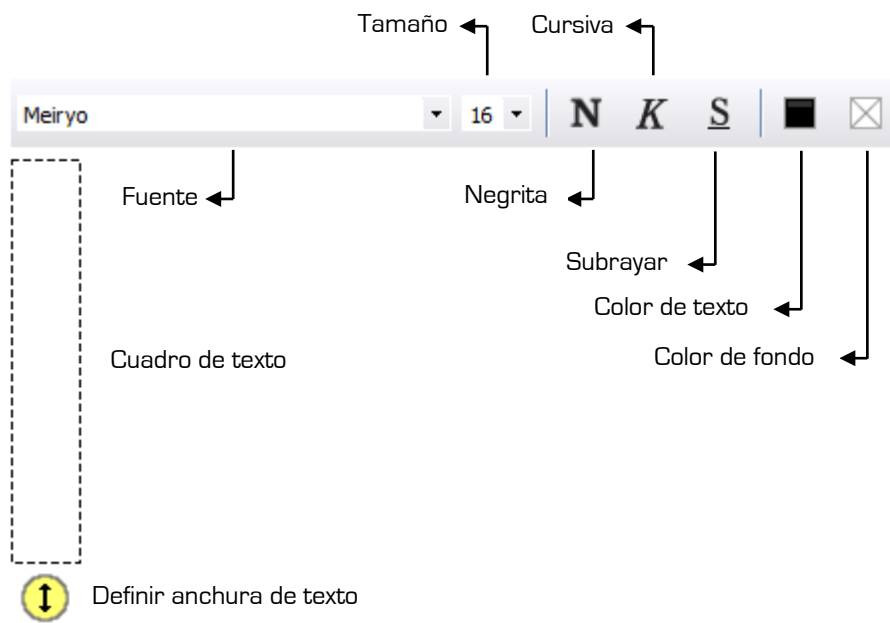 Tamaño Cursiva
Meiryo 16 N K S
Fuente Negrita
Subrayar
Color de texto
Cuadro de texto Color de fondo
Definir anchura de texto